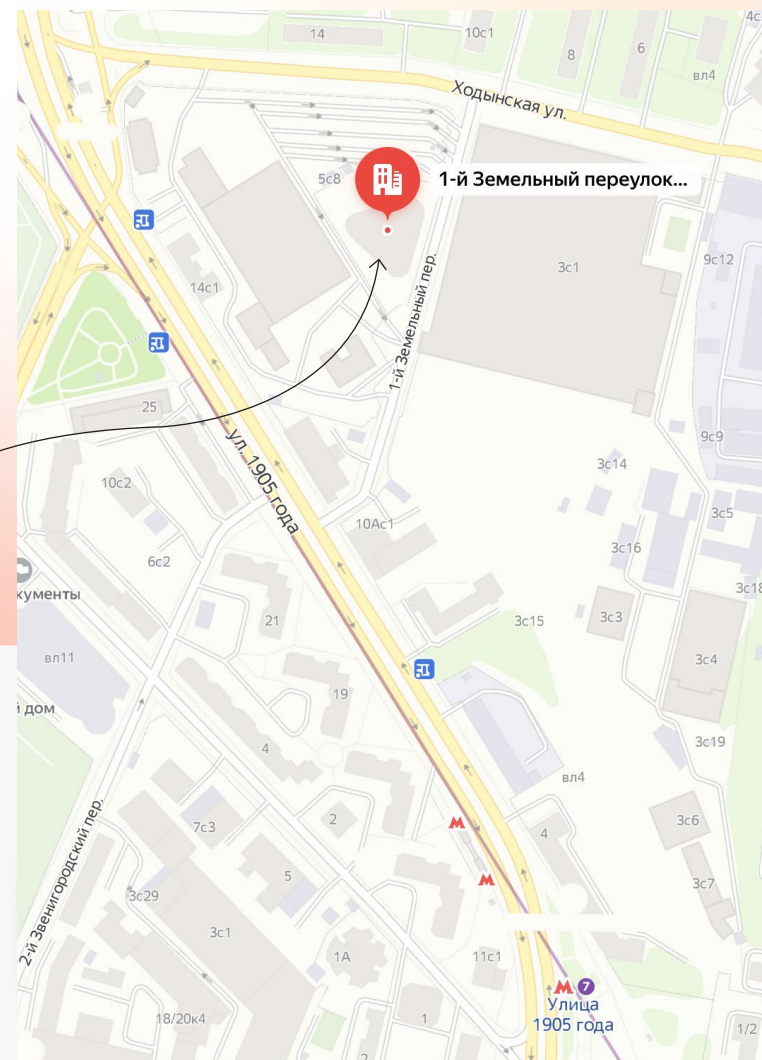 14
10с1
8
6
4с
вл4
Ходынская ул.
5с8
1-й Земельный переулок...
3с1
9с12
14с1
1-й Земельный пер.
25
ул. 1905 года
9с9
10с2
3с14
3с5
10Ас1
3с16
6с2
кументы
3с18
21
3с15
3с3
вл11
3с4
19
й дом
3с19
4
вл4
2
4
3с6
7с3
М
2-й Звенигородский пер.
5
М
3с7
3с29
3с1
1А
11с1
М 7
Улица
1905 года
18/20к4
1
1/2
2